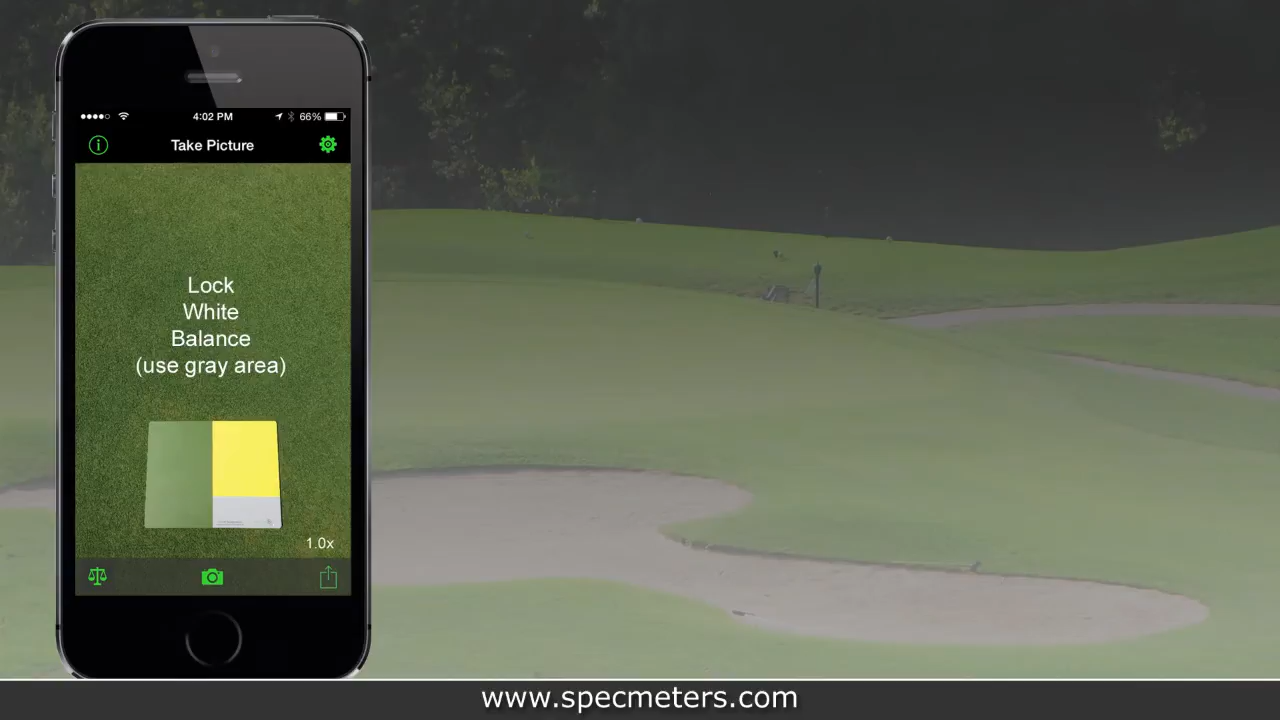 4:02 PM
66%
Take Picture
Lock
White
Balance
(use gray area)
1.0x
www.specmeters.com